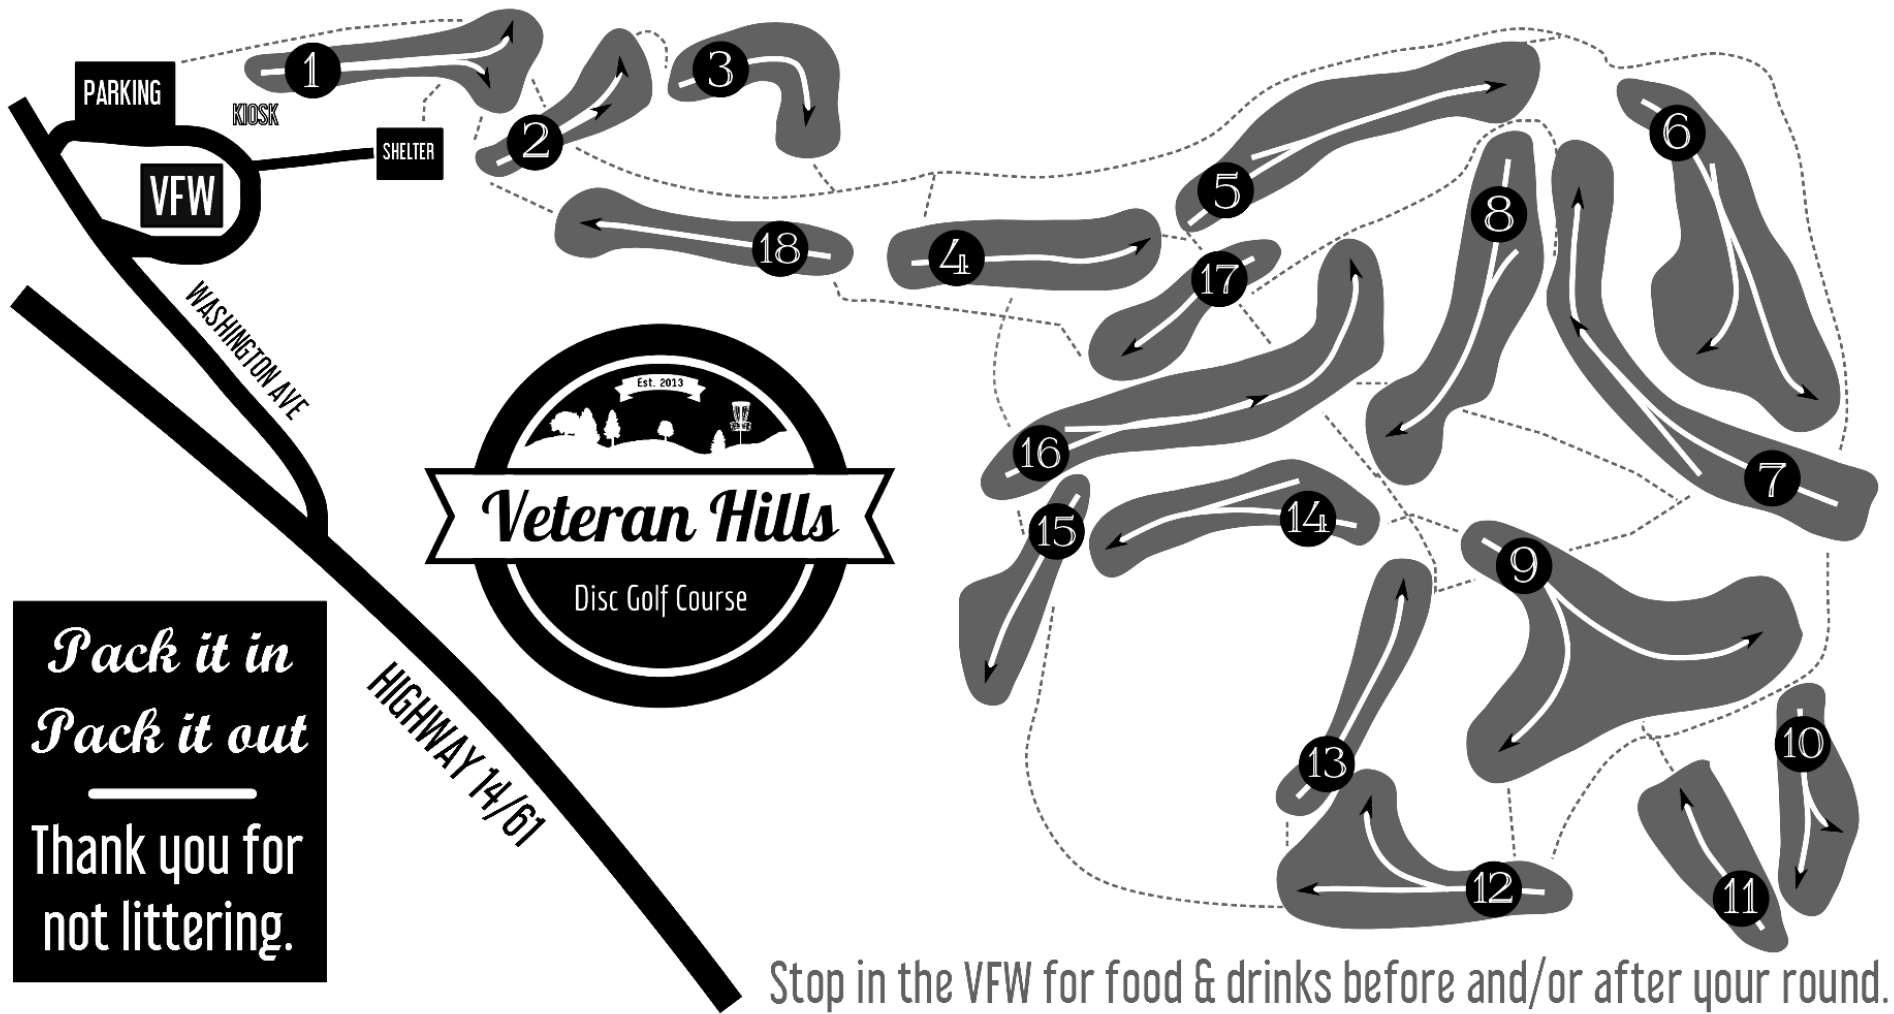 PARKING
KIOSK
SHELTER
VFW
WASHINGTON AVE
HIGHWAY 14/61
1
2
3
4
5
6
7
8
9
10
11
12
13
14
15
16
17
18
Est. 2013
Veteran Hills
Disc Golf Course
Pack it in
Pack it out
Thank you for
not littering.
Stop in the VFW for food & drinks before and/or after your round.